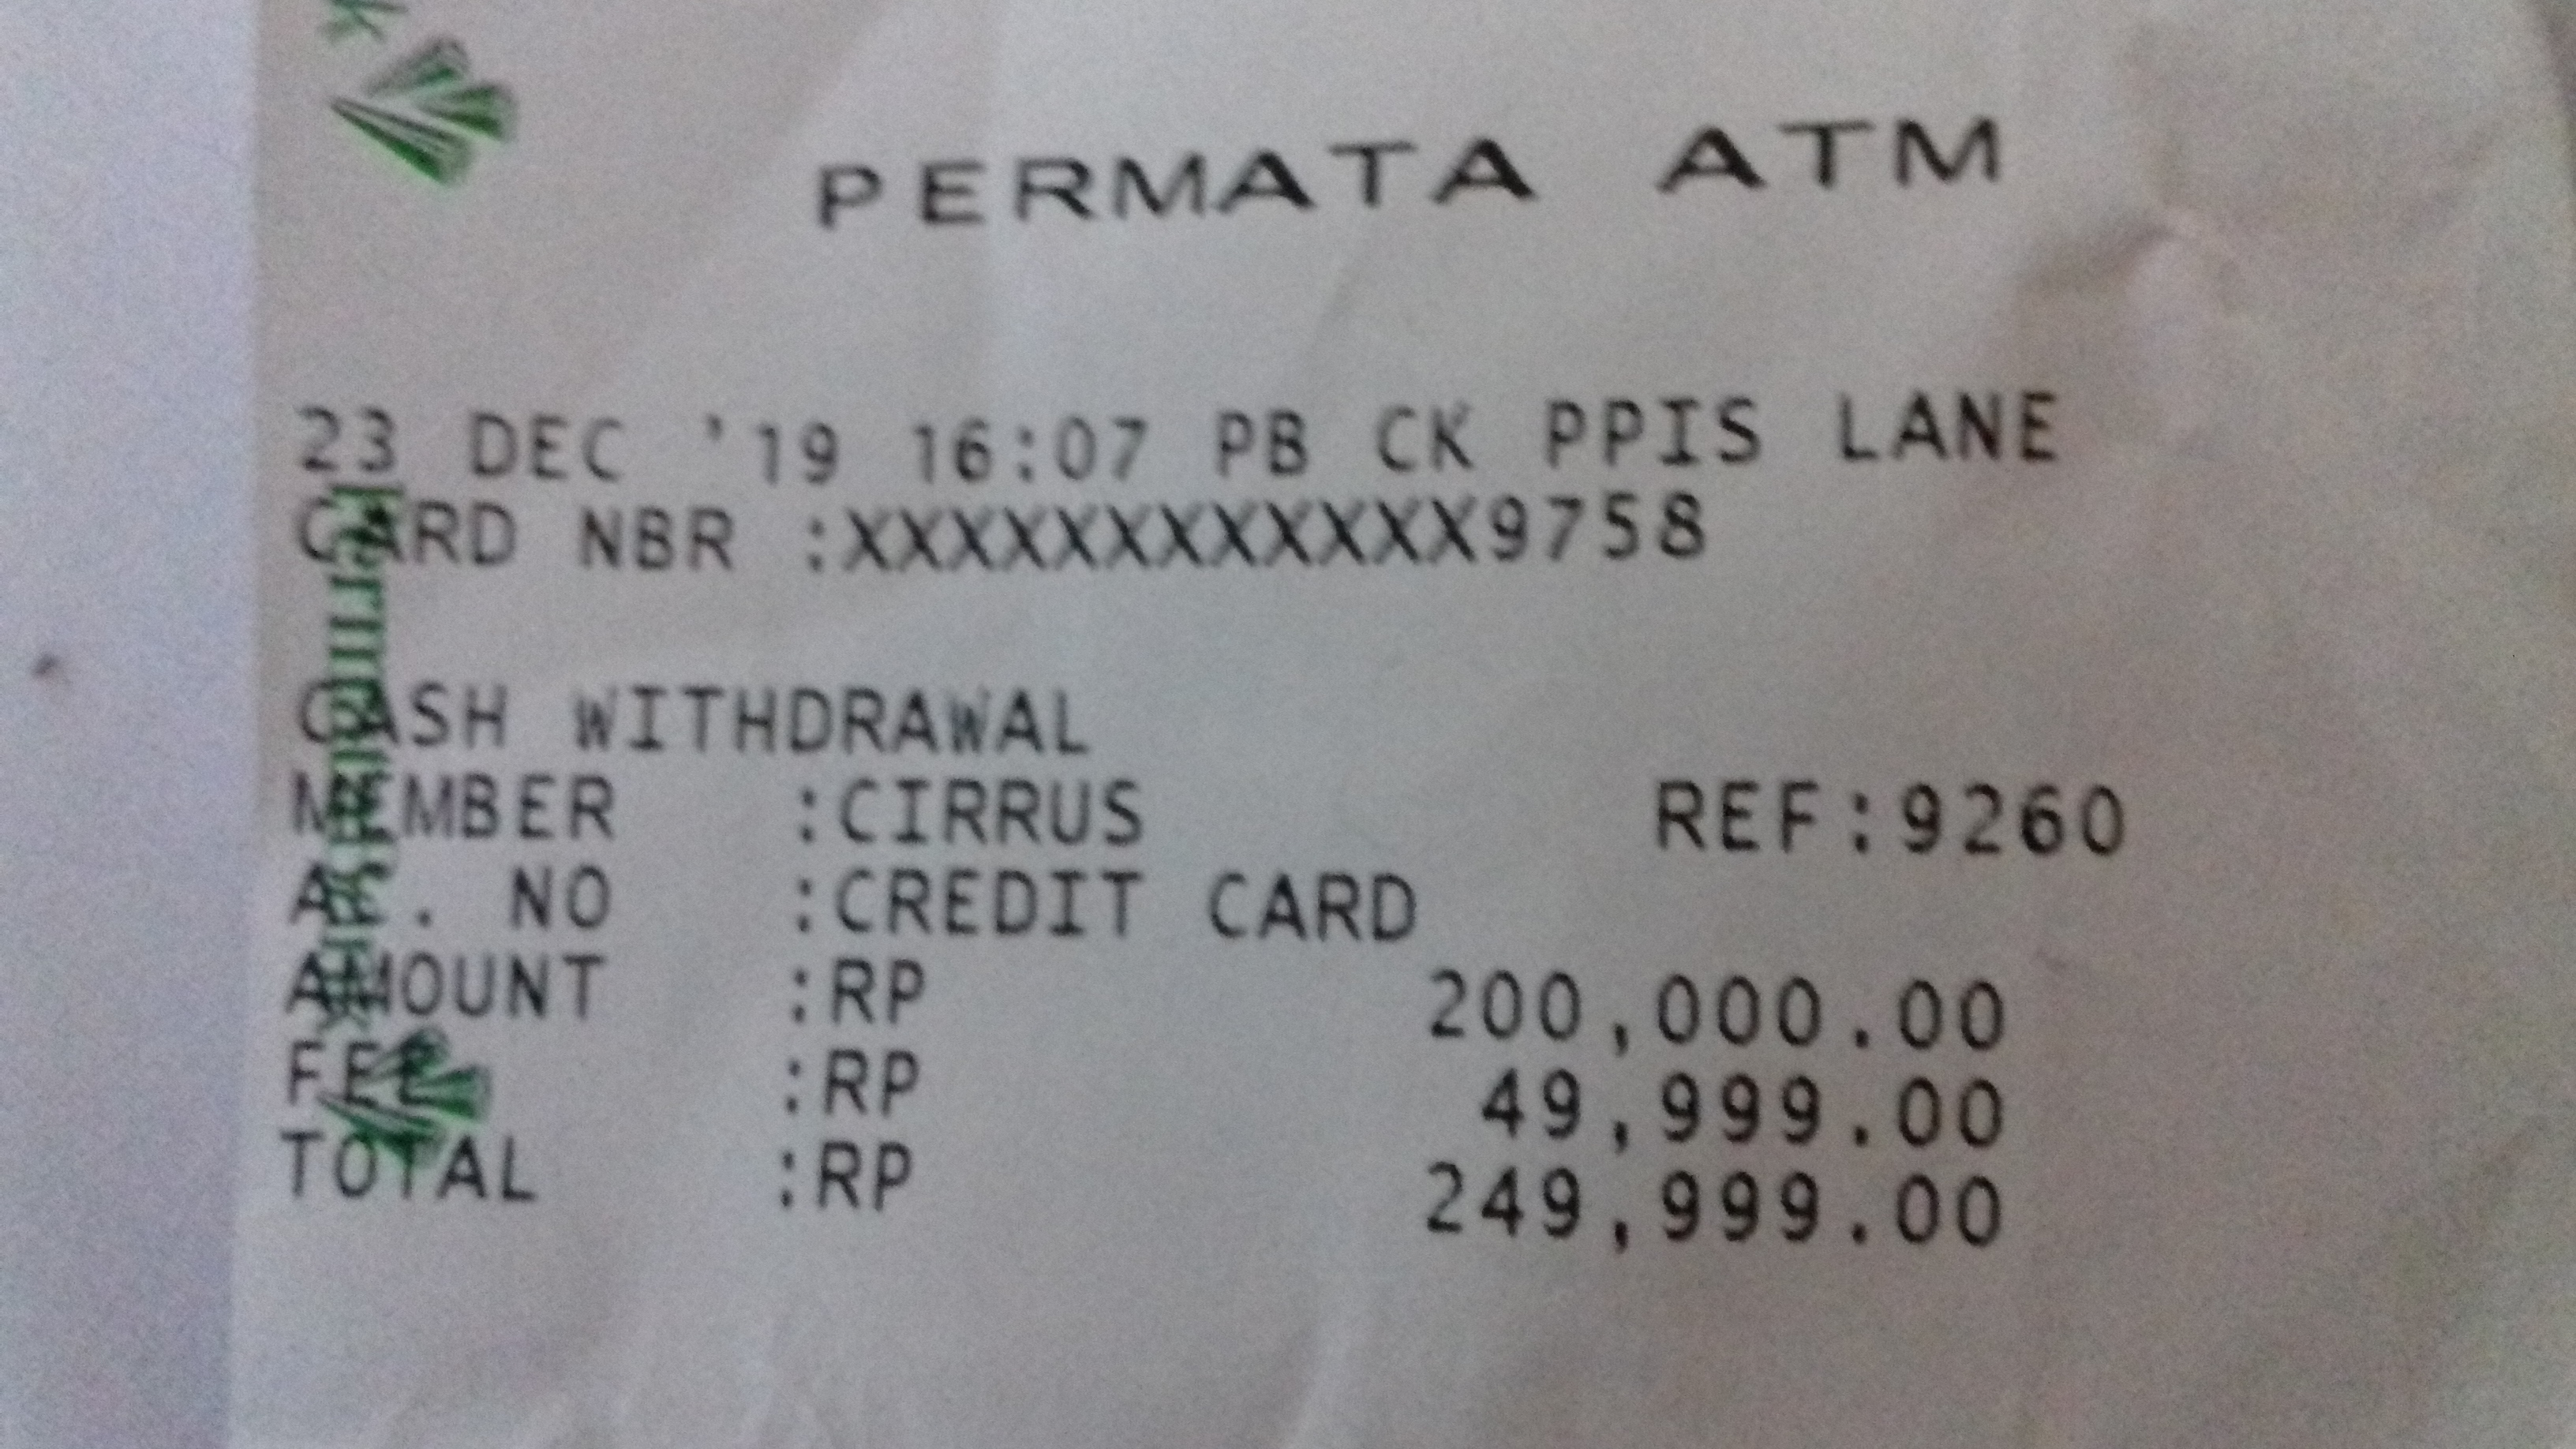 PERMATA ATM
23 DEC '19 16:07 PB CK PPIS LANE
CARD NBR :XXXXXXXXXXXX9758
CASH WITHDRAWAL
MEMBER :CIRRUS REF:9260
NO :CREDIT CARD
AMOUNT :RP 200,000.00
FEE :RP 49,999.00
TOTAL :RP 249,999.00